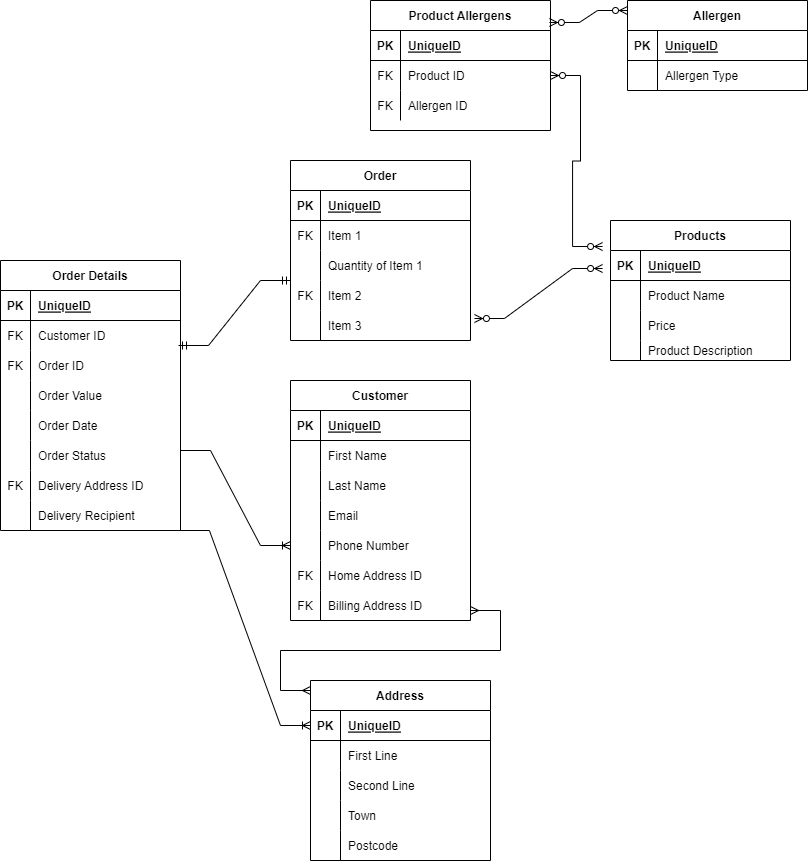 Product Allergens
PK UniqueID
FK Product ID
FK Allergen ID
Allergen
PK UniqueID
Allergen Type
Order
PK UniqueID
FK Item 1
Quantity of Item 1
FK Item 2
Item 3
Products
PK UniqueID
Product Name
Price
Product Description
Order Details
PK UniqueID
FK Customer ID
FK Order ID
Order Value
Order Date
Order Status
FK Delivery Address ID
Delivery Recipient
Customer
PK UniqueID
First Name
Last Name
Email
Phone Number
FK Home Address ID
FK Billing Address ID
Address
PK UniqueID
First Line
Second Line
Town
Postcode